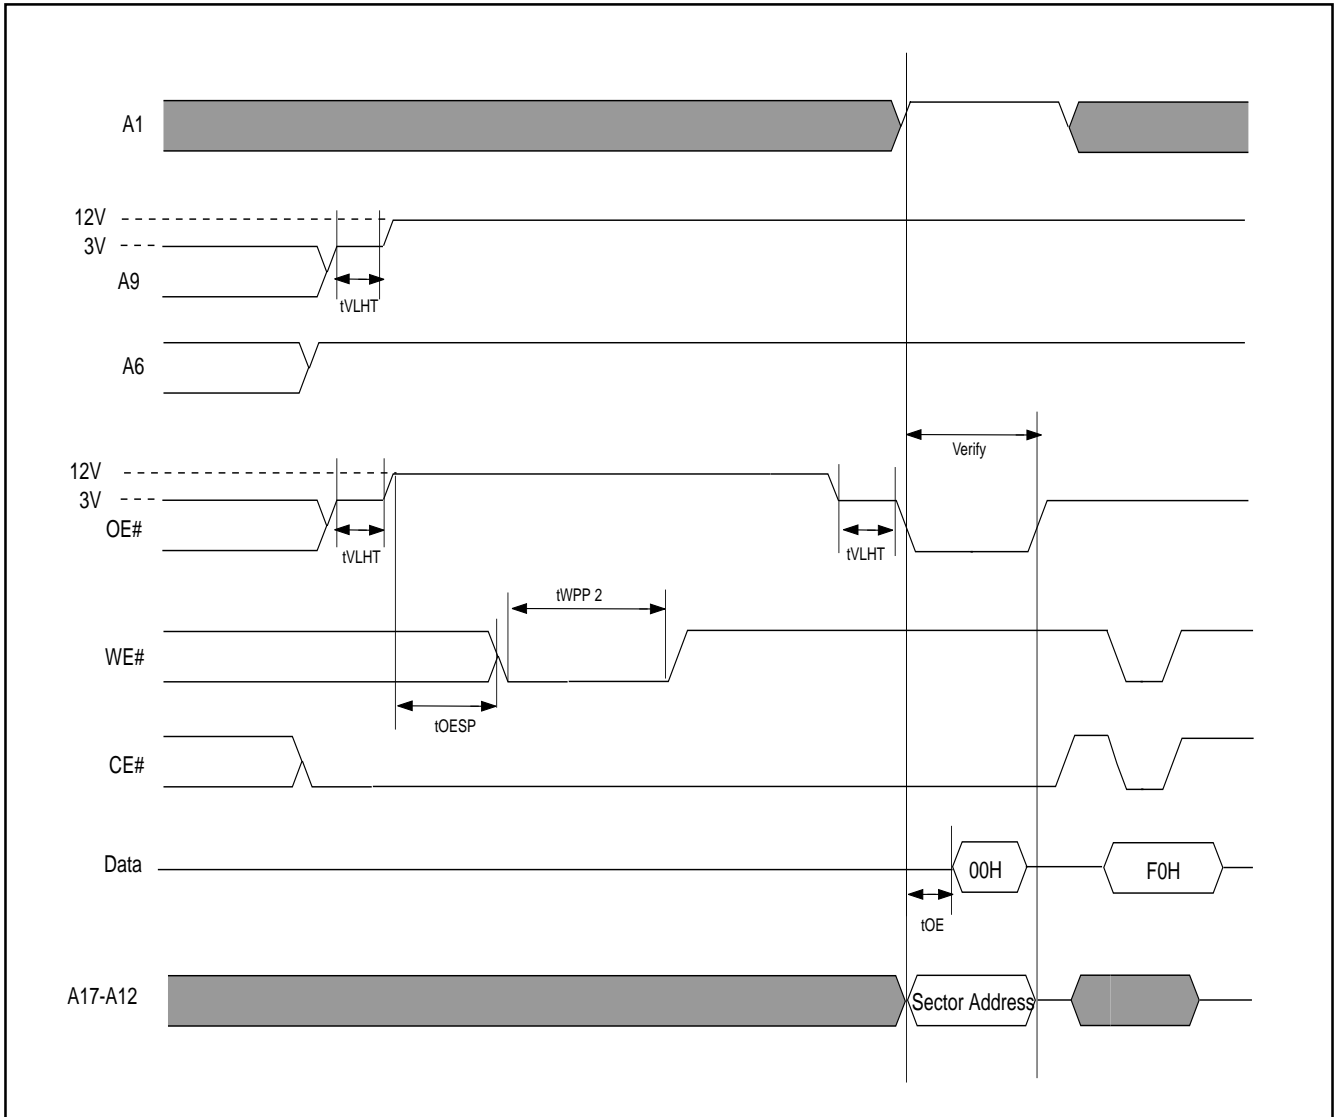 A1
12V
3V
A9
tVLHT
A6
Verify
12V
3V
OE#
tVLHT
tVLHT
tWPP 2
WE#
tOESP
CE#
Data
00H
F0H
tOE
A17-A12
Sector Address